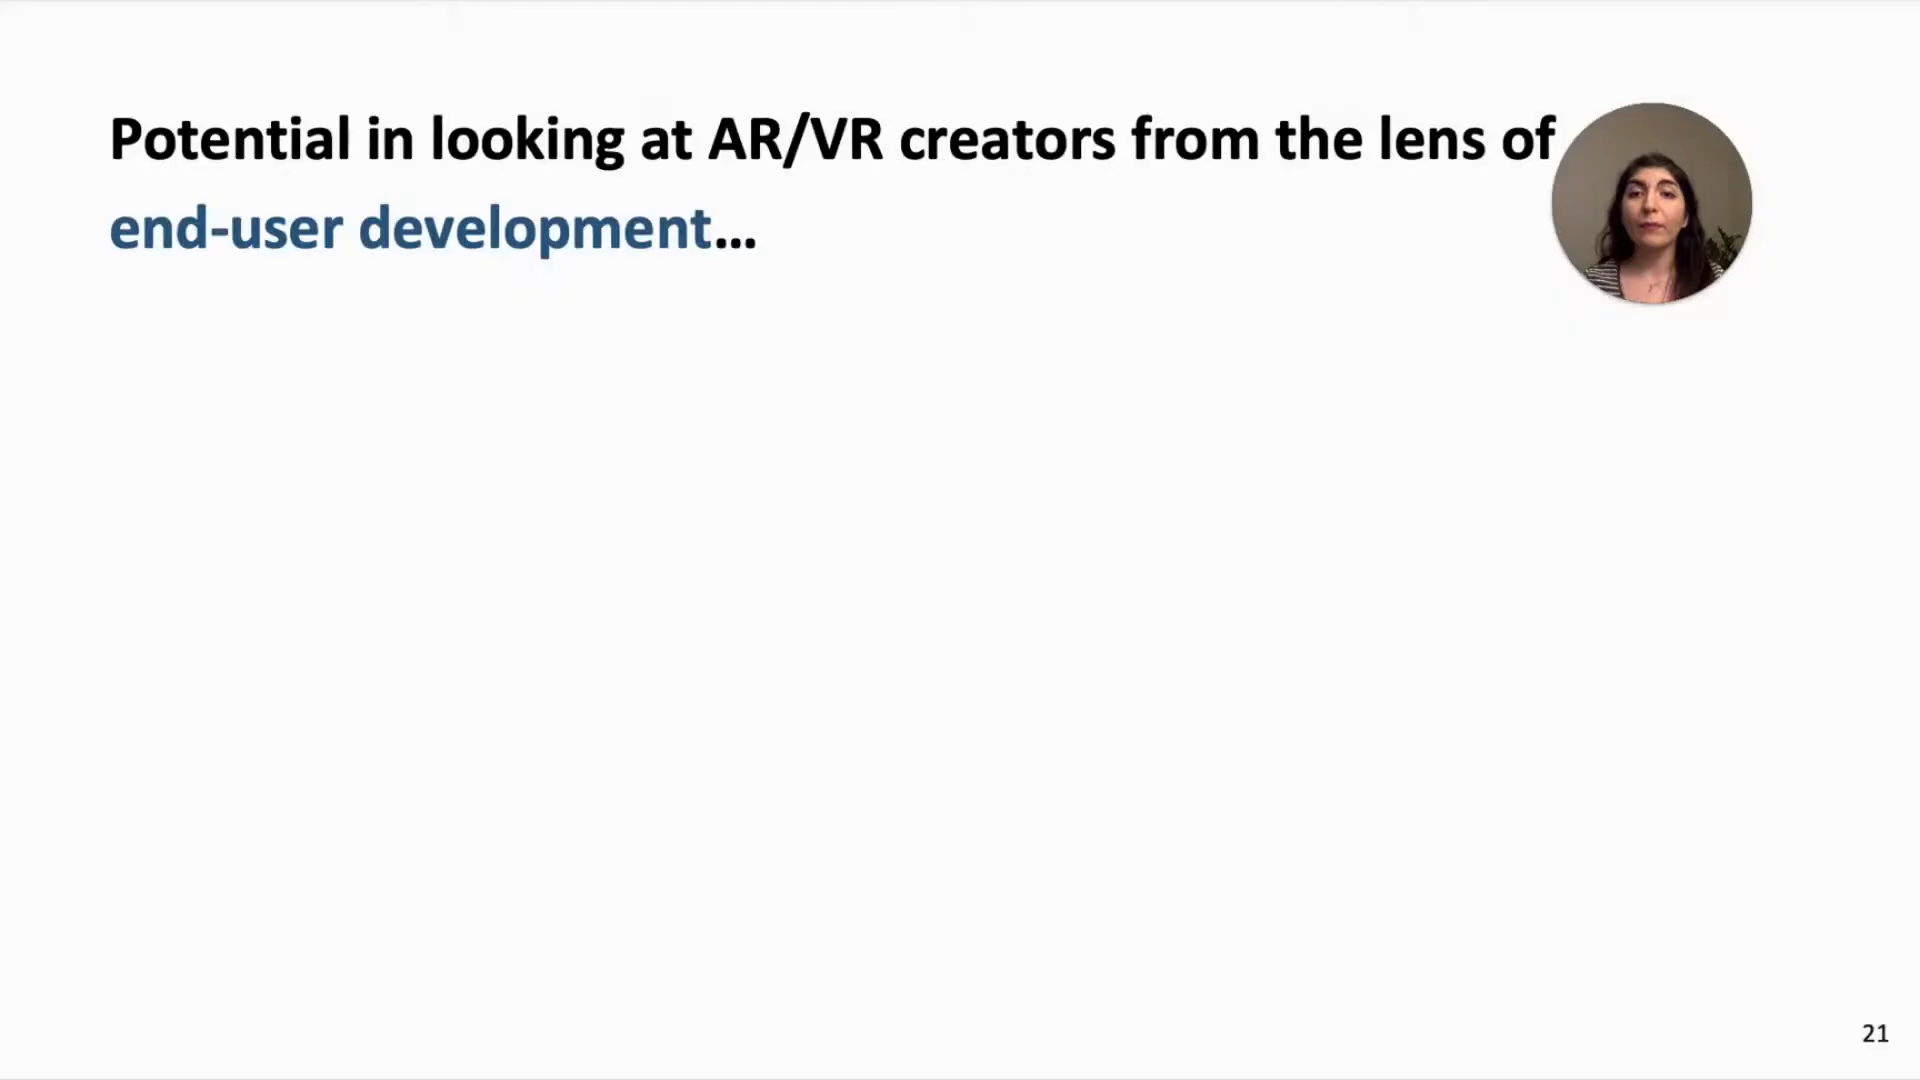 Potential in looking at AR/VR creators from the lens of
end-user development...
21